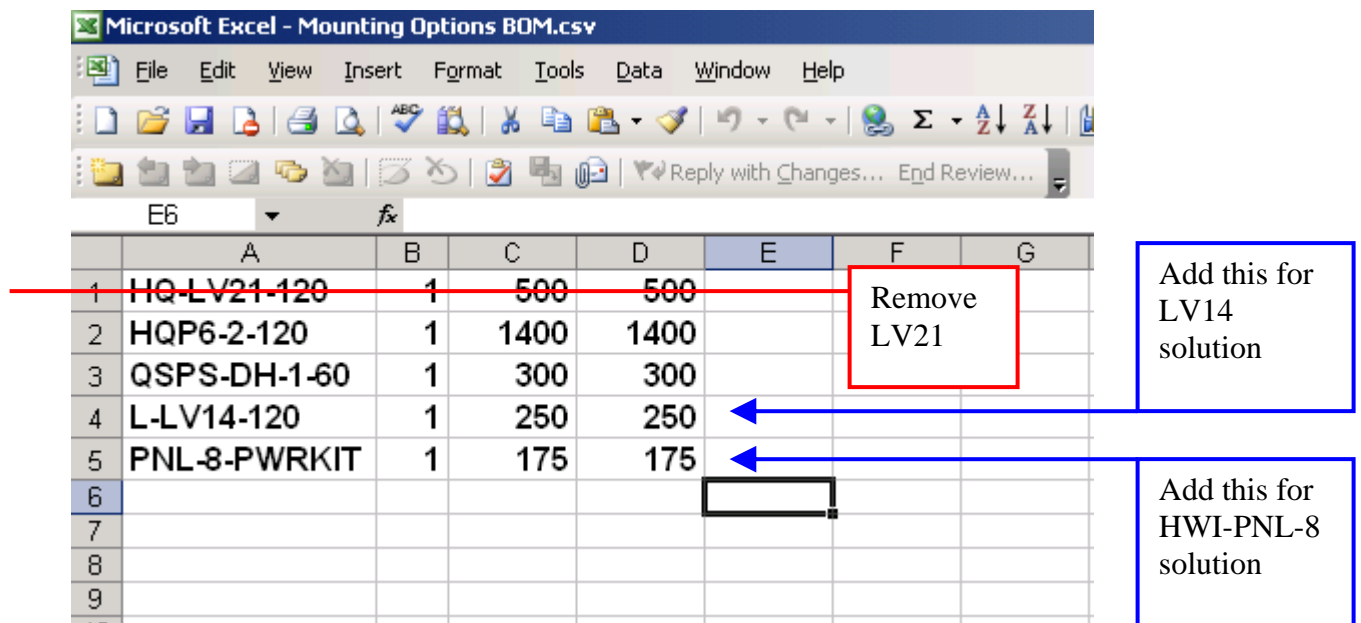 Microsoft Excel - Mounting Options BOM.csv
File Edit View Insert Format Tools Data Window Help
ABC Σ A Z Z A
Reply with Changes... End Review...
E6 fx
A B C D E F G
1 HQ-LV21-120 1 500 500
2 HQP6-2-120 1 1400 1400
3 QSPS-DH-1-60 1 300 300
4 L-LV14-120 1 250 250
5 PNL-8-PWRKIT 1 175 175
6
7
8
9
Remove
LV21
Add this for
LV14
solution
Add this for
HWI-PNL-8
solution